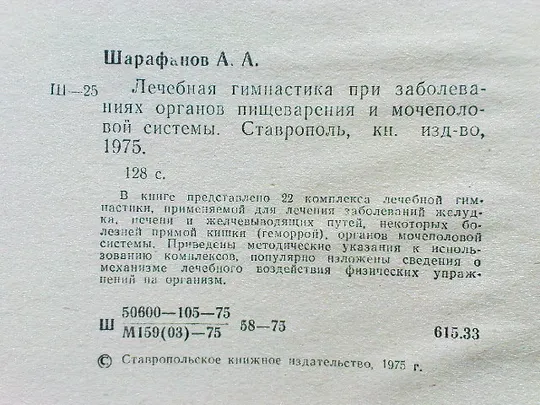 Шарафанов А. А.
Ш—25 Лечебная гимнастика при заболева-
ниях органов пищеварения и мочеполо-
вой системы. Ставрополь, кн. изд-во,
1975.
128 с.
В книге представлено 22 комплекса лечебной гим-
настики, применяемой для лечения заболеваний желуд-
ка, печени и желчевыводящих путей, некоторых бо-
лезней прямой кишки (геморрой), органов мочеполовой
системы. Приведены методические указания к исполь-
зованию комплексов, популярно изложены сведения о
механизме лечебного воздействия физических упраж-
нений на организм.
50600—105—75
Ш 58—75 615.33
М159(03)—75
© Ставропольское книжное издательство, 1975 г.